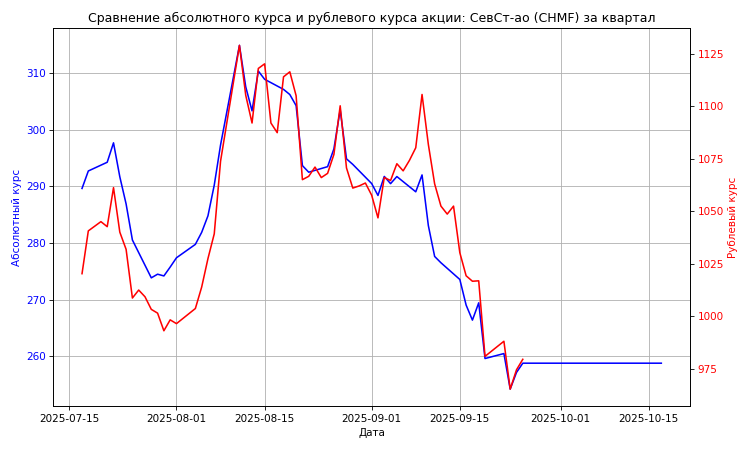 Сравнение абсолютного курса и рублевого курса акции: СевСт-ао (CHMF) за квартал
Абсолютный курс
310
300
290
280
270
260
1125
1100
1075
1050
1025
1000
975
Рублевый курс
2025-07-15 2025-08-01 2025-08-15 2025-09-01 2025-09-15 2025-10-01 2025-10-15
Дата